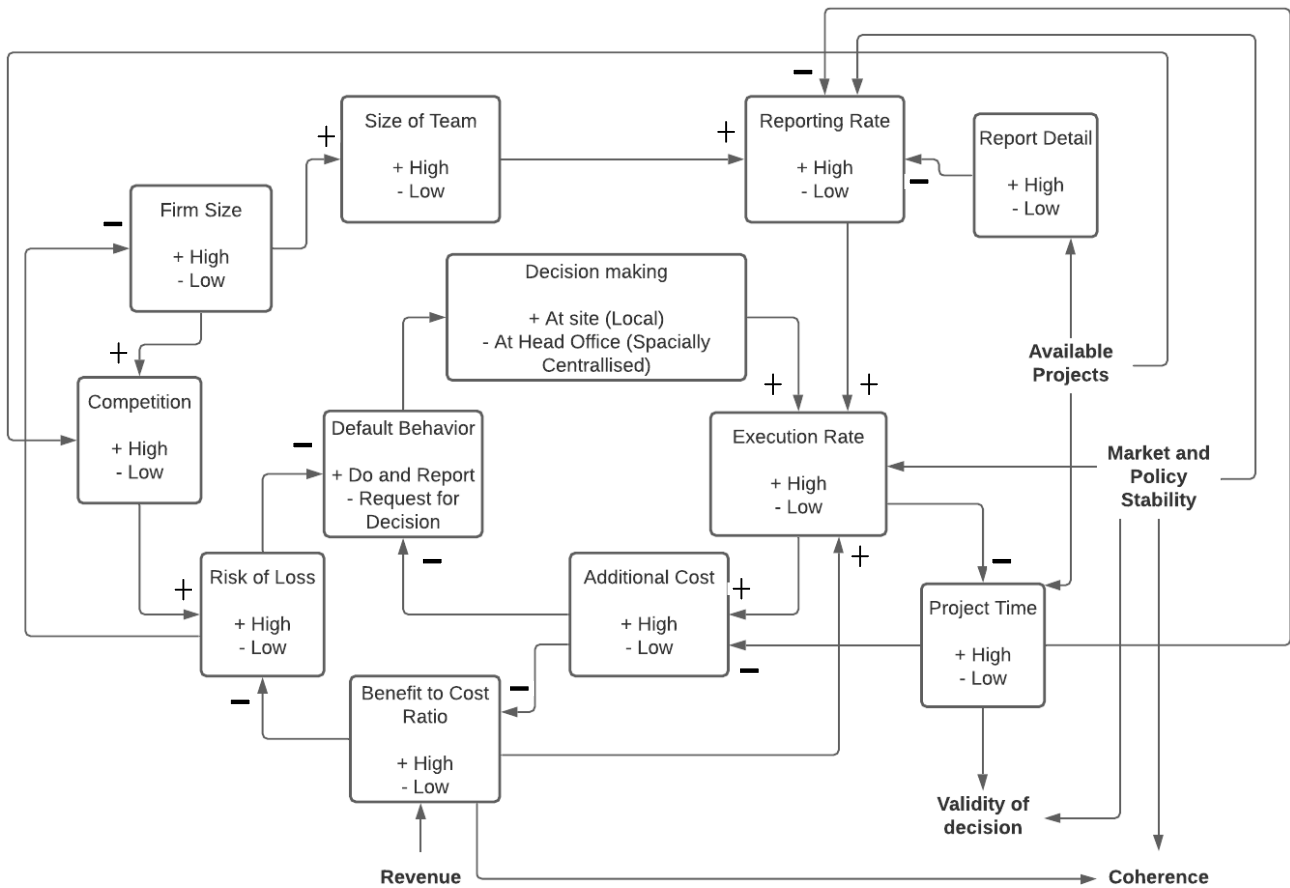 Size of Team
+ High
- Low
Reporting Rate
+ High
- Low
Report Detail
+ High
- Low
Firm Size
+ High
- Low
Decision making
+ At site (Local)
- At Head Office (Spacially
Centralised)
Available
Projects
Competition
+ High
- Low
Default Behavior
+ Do and Report
- Request for
Decision
Execution Rate
+ High
- Low
Market and
Policy
Stability
Risk of Loss
+ High
- Low
Additional Cost
+ High
- Low
Project Time
+ High
- Low
Benefit to Cost
Ratio
+ High
- Low
Validity of
decision
Revenue
Coherence
+
+
+
+
+
+
+
+
-
-
-
-
-
-
-
-
-
-